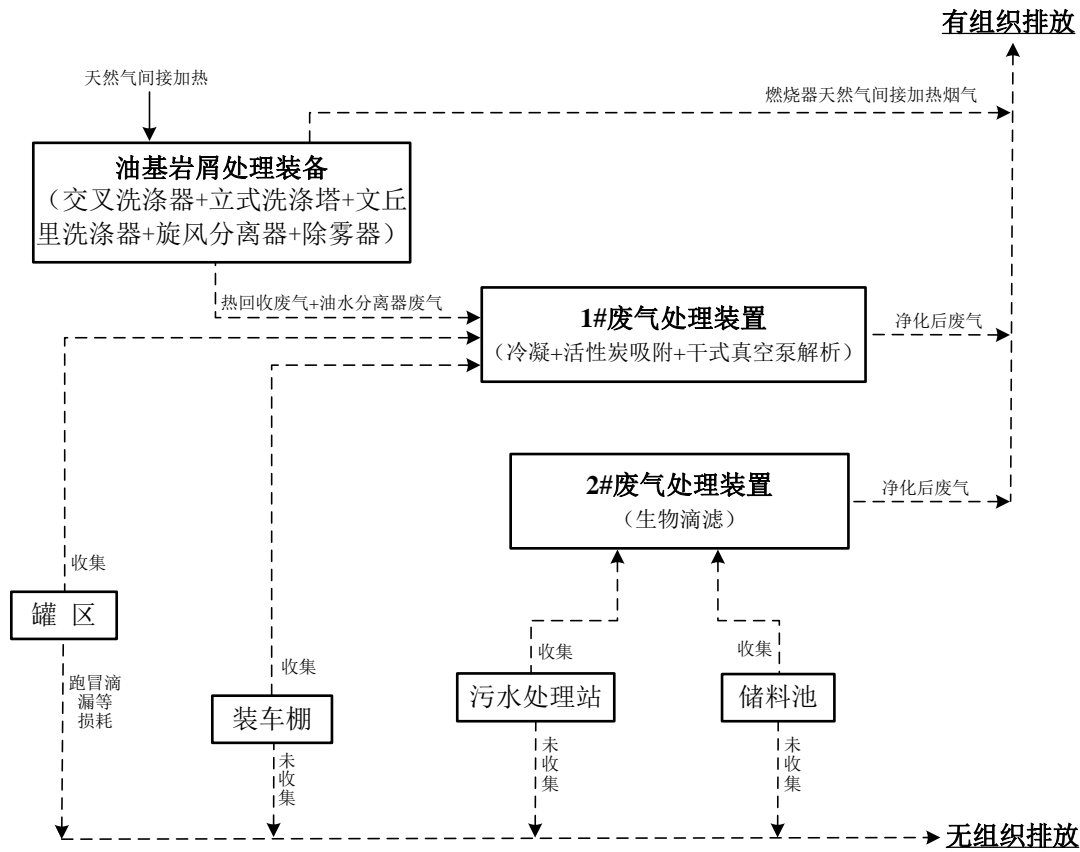 有组织排放
天然气间接加热
燃烧器天然气间接加热烟气
油基岩屑处理装备
（交叉洗涤器+立式洗涤塔+文丘
里洗涤器+旋风分离器+除雾器）
热回收废气+油水分离器废气
1#废气处理装置
（冷凝+活性炭吸附+干式真空泵解析）
净化后废气
2#废气处理装置
（生物滴滤）
净化后废气
收集
罐 区
跑冒滴
漏等
损耗
收集
装车棚
未
收
集
收集
污水处理站
未
收
集
收集
储料池
未
收
集
无组织排放